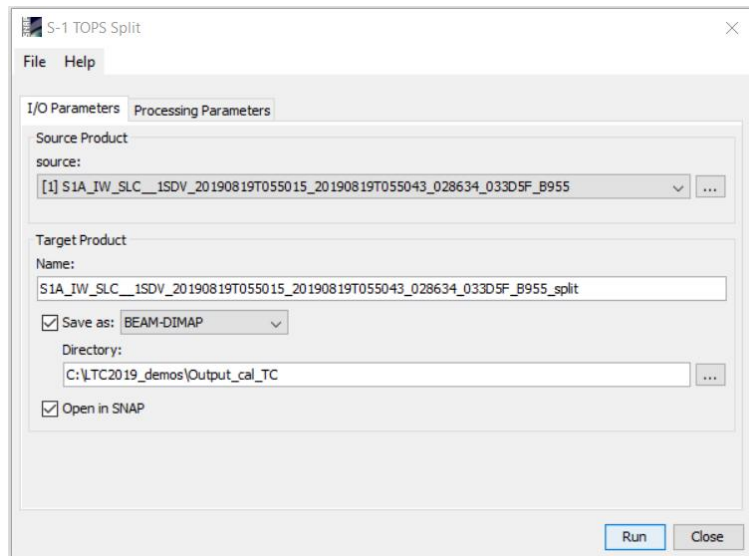 S-1 TOPS Split
File Help
I/O Parameters Processing Parameters
Source Product
source:
[1] S1A_IW_SLC__1SDV_20190819T055015_20190819T055043_028634_033D5F_B955
...
Target Product
Name:
S1A_IW_SLC__1SDV_20190819T055015_20190819T055043_028634_033D5F_B955_split
Save as: BEAM-DIMAP
Directory:
C:\LTC2019_demos\Output_cal_TC
...
Open in SNAP
Run Close